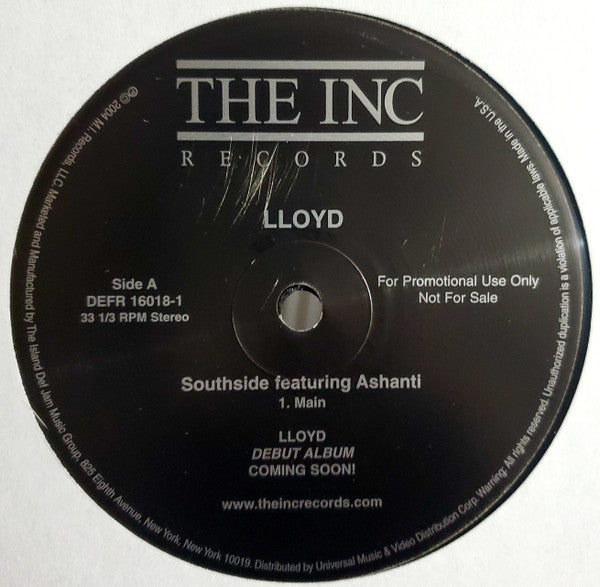 THE INC
RECORDS
LLOYD
Side A
DEFR 16018-1
33 1/3 RPM Stereo
For Promotional Use Only
Not For Sale
Southside featuring Ashanti
1. Main
LLOYD
DEBUT ALBUM
COMING SOON!
www.theincrecords.com
℗© 2004 M.I. Records, LLC. Marketed and Manufactured by The Island Def Jam Music Group, 825 Eighth Avenue, New York, New York 10019. Distributed by Universal Music & Video Distribution Corp. Warning: All rights reserved. Unauthorized duplication is a violation of applicable laws. Made in the U.S.A.